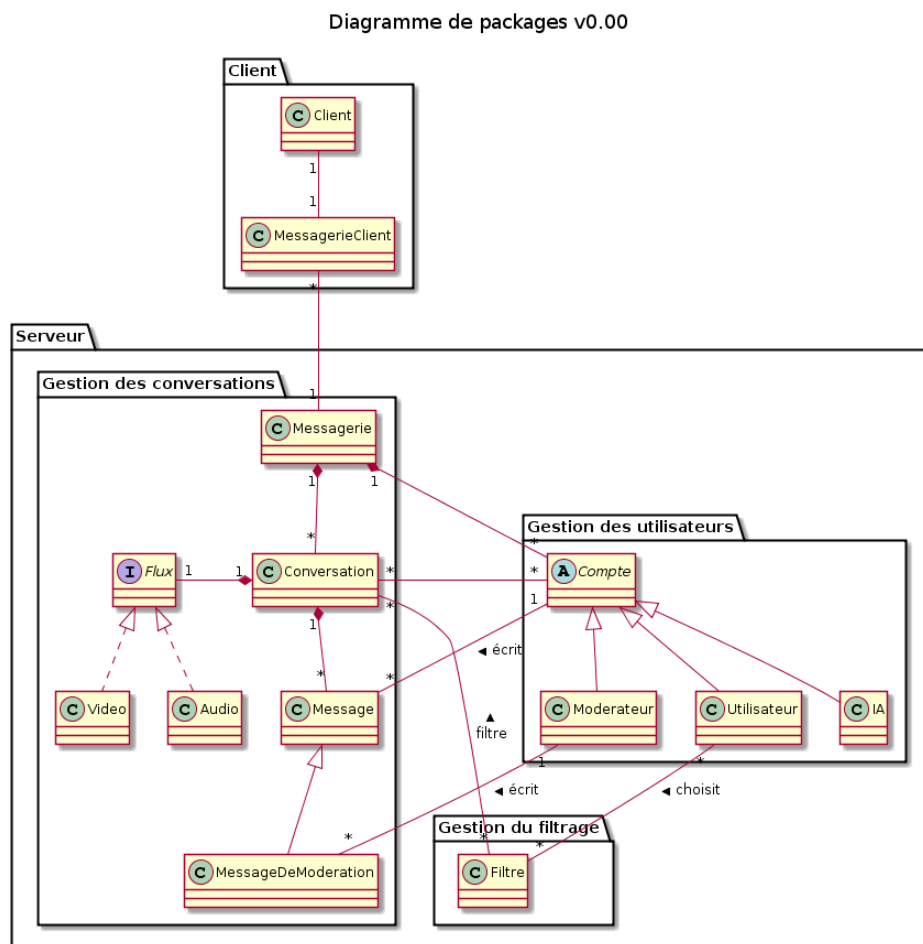 Diagramme de packages v0.00
Client
C Client
1
1
C MessagerieClient
*
Serveur
Gestion des conversations
1
C Messagerie
1
1
*
*
Gestion des utilisateurs
I Flux
1
1
C Conversation
*
*
*
A Compte
1
1
◄ écrit
*
*
C Video
C Audio
C Message
▲
filtre
C Moderateur
C Utilisateur
C IA
1
*
◄ écrit
◄ choisit
*
Gestion du filtrage
*
*
C MessageDeModeration
C Filtre